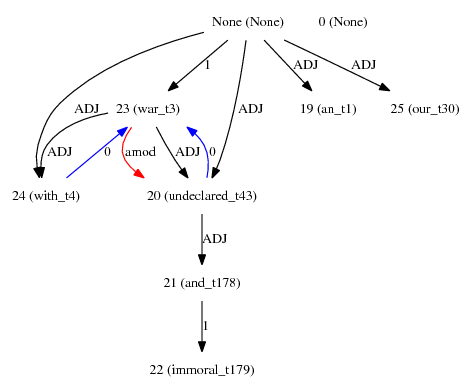 None (None) 0 (None)
1 ADJ ADJ
ADJ 23 (war_t3) ADJ 19 (an_t1) 25 (our_t30)
ADJ 0 amod ADJ 0
24 (with_t4) 20 (undeclared_t43)
ADJ
21 (and_t178)
1
22 (immoral_t179)